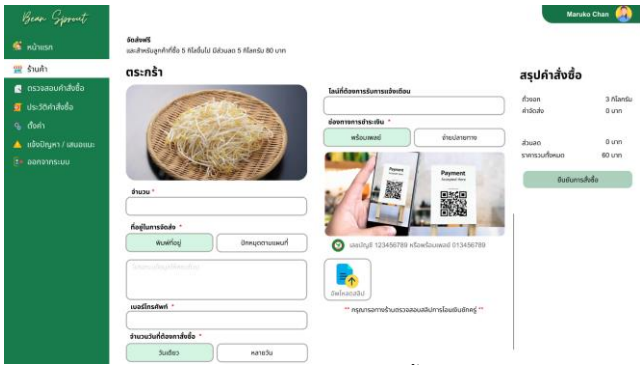 Bean Sprout
Maruko Chan
หน้าแรก
ร้านค้า
ตรวจสอบคำสั่งซื้อ
ประวัติคำสั่งซื้อ
ตั้งค่า
แจ้งปัญหา / เสนอแนะ
ออกจากระบบ
จัดส่งฟรี
และสำหรับลูกค้าที่ซื้อ 5 กิโลขึ้นไป มีส่วนลด 5 กิโลกรัม 80 บาท
ตระกร้า
จำนวน *
ที่อยู่ในการจัดส่ง *
พิมพ์ที่อยู่
ปักหมุดตามแผนที่
เบอร์โทรศัพท์ *
จำนวนวันที่ต้องการสั่งซื้อ *
วันเดียว
หลายวัน
ไลน์ที่ต้องการรับการแจ้งเตือน
ช่องทางการชำระเงิน *
พร้อมเพย์
จ่ายปลายทาง
Payment
Accepted Here
Payment
Accepted Here
เลขบัญชี 123456789 หรือพร้อมเพย์ 013456789
อัพโหลดสลิป
** กรุณารอทางร้านตรวจสอบสลิปการโอนเงินซักครู่ **
สรุปคำสั่งซื้อ
ถั่วงอก 3 กิโลกรัม
ค่าจัดส่ง 0 บาท
ส่วนลด 0 บาท
ราคารวมทั้งหมด 60 บาท
ยืนยันการสั่งซื้อ